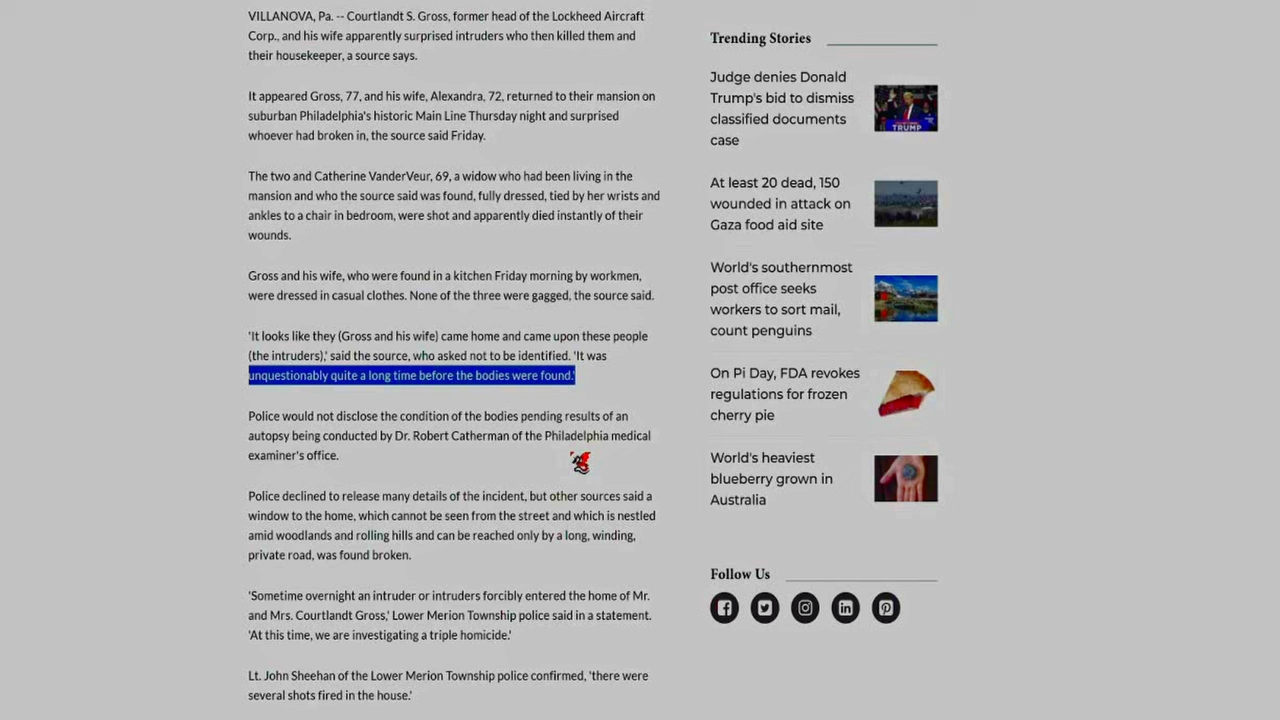 VILLANOVA, Pa. -- Courtlandt S. Gross, former head of the Lockheed Aircraft
Corp., and his wife apparently surprised intruders who then killed them and
their housekeeper, a source says.
It appeared Gross, 77, and his wife, Alexandra, 72, returned to their mansion on
suburban Philadelphia's historic Main Line Thursday night and surprised
whoever had broken in, the source said Friday.
The two and Catherine VanderVeur, 69, a widow who had been living in the
mansion and who the source said was found, fully dressed, tied by her wrists and
ankles to a chair in bedroom, were shot and apparently died instantly of their
wounds.
Gross and his wife, who were found in a kitchen Friday morning by workmen,
were dressed in casual clothes. None of the three were gagged, the source said.
'It looks like they (Gross and his wife) came home and came upon these people
(the intruders),' said the source, who asked not to be identified. 'It was
unquestionably quite a long time before the bodies were found.'
Police would not disclose the condition of the bodies pending results of an
autopsy being conducted by Dr. Robert Catherman of the Philadelphia medical
examiner's office.
Police declined to release many details of the incident, but other sources said a
window to the home, which cannot be seen from the street and which is nestled
amid woodlands and rolling hills and can be reached only by a long, winding,
private road, was found broken.
'Sometime overnight an intruder or intruders forcibly entered the home of Mr.
and Mrs. Courtlandt Gross,' Lower Merion Township police said in a statement.
'At this time, we are investigating a triple homicide.'
Lt. John Sheehan of the Lower Merion Township police confirmed, 'there were
several shots fired in the house.'
Trending Stories
Judge denies Donald
Trump's bid to dismiss
classified documents
case
TRUMP
At least 20 dead, 150
wounded in attack on
Gaza food aid site
World's southernmost
post office seeks
workers to sort mail,
count penguins
On Pi Day, FDA revokes
regulations for frozen
cherry pie
World's heaviest
blueberry grown in
Australia
Follow Us